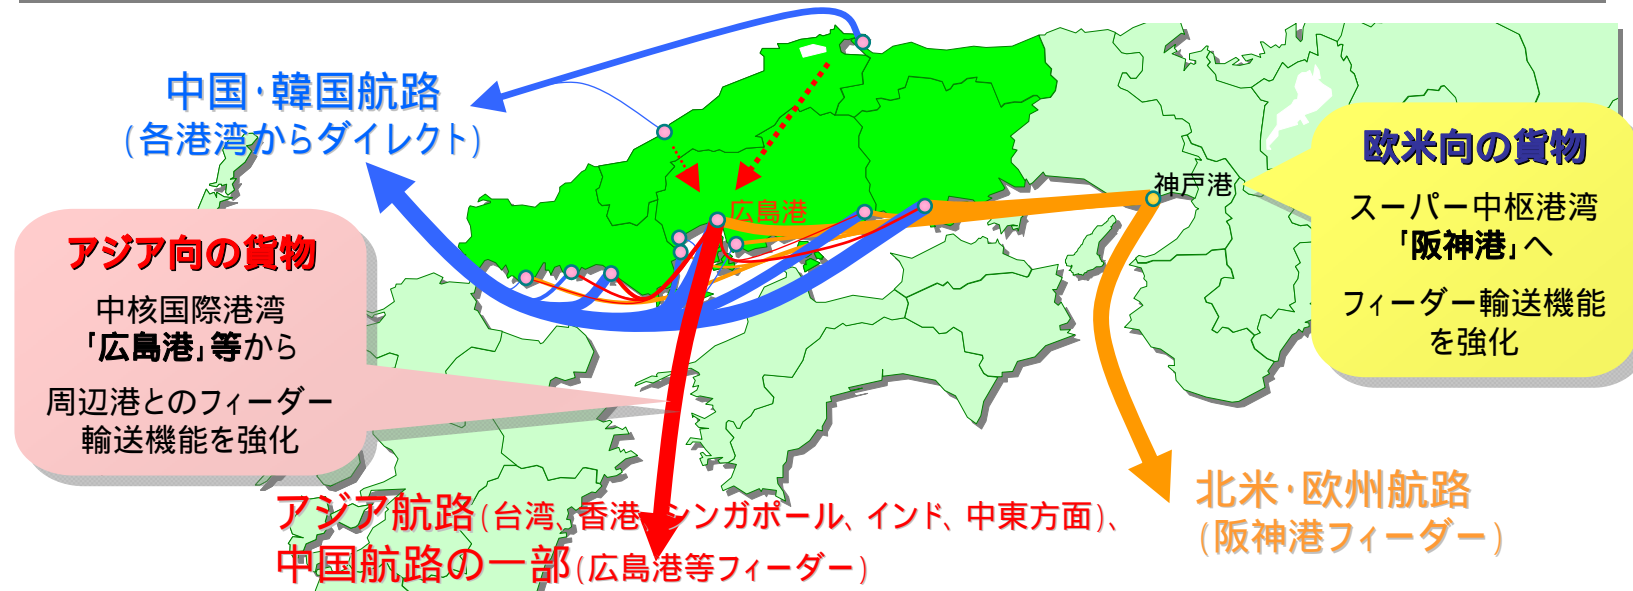 中国・韓国航路
(各港湾からダイレクト)
アジア向の貨物
中核国際港湾
「広島港」等から
周辺港とのフィーダー
輸送機能を強化
広島港
神戸港
欧米向の貨物
スーパー中枢港湾
「阪神港」へ
フィーダー輸送機能
を強化
アジア航路(台湾、香港、シンガポール、インド、中東方面)、
中国航路の一部(広島港等フィーダー)
北米・欧州航路
(阪神港フィーダー)